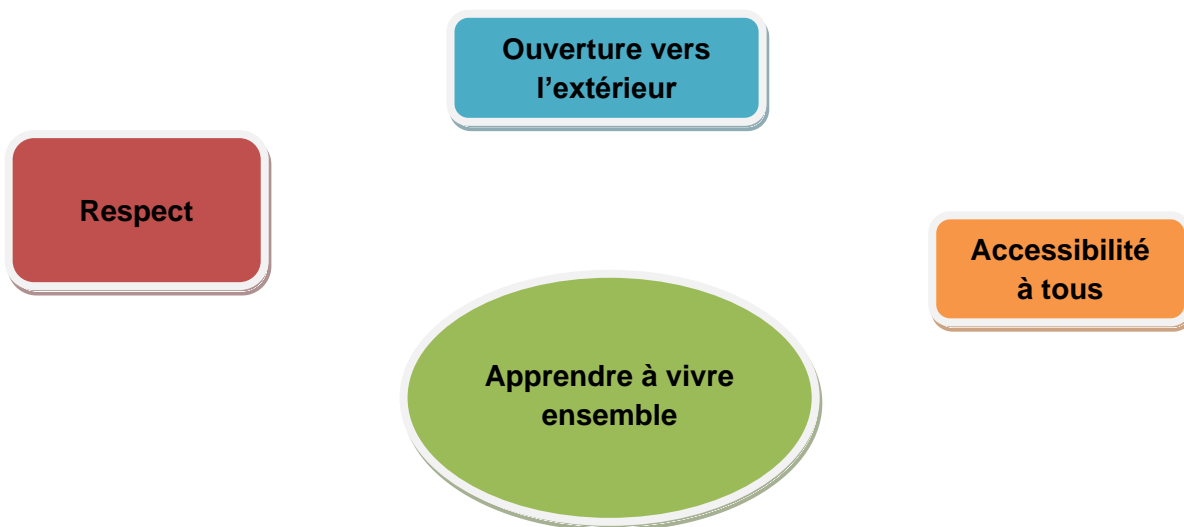 Ouverture vers
l’extérieur
Respect
Accessibilité
à tous
Apprendre à vivre
ensemble